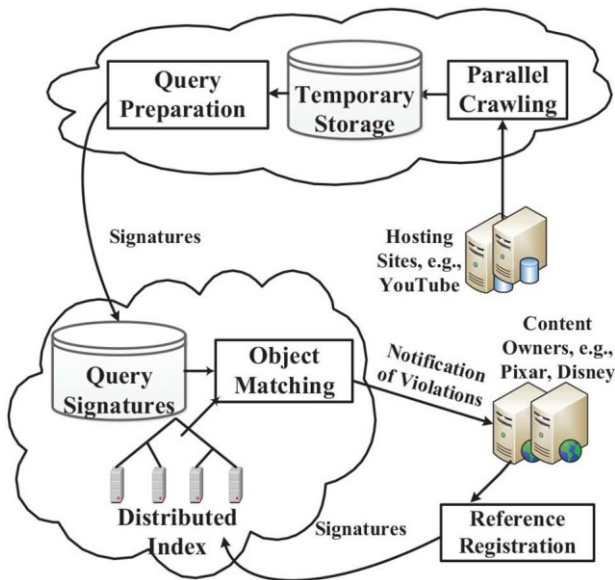 Query
Preparation
Temporary
Storage
Parallel
Crawling
Signatures
Hosting
Sites, e.g.,
YouTube
Query
Signatures
Object
Matching
Notification
of Violations
Content
Owners, e.g.,
Pixar, Disney
Distributed
Index
Signatures
Reference
Registration